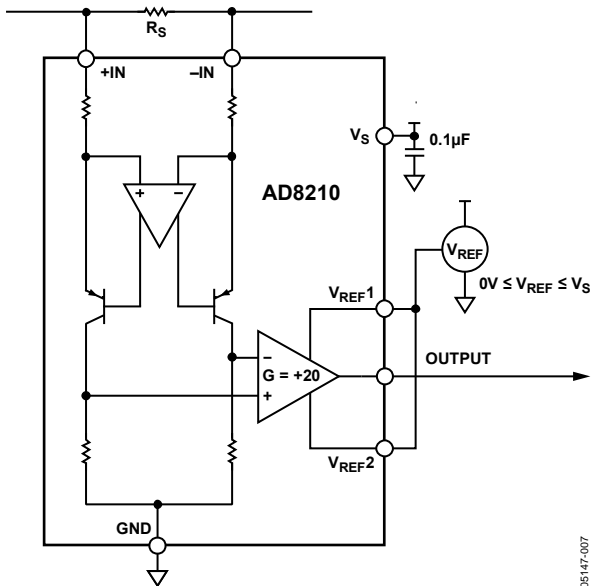 RS
+IN
–IN
VS
0.1µF
+
–
AD8210
VREF
0V ≤ VREF ≤ VS
VREF1
–
G = +20
+
OUTPUT
VREF2
GND
05147-007